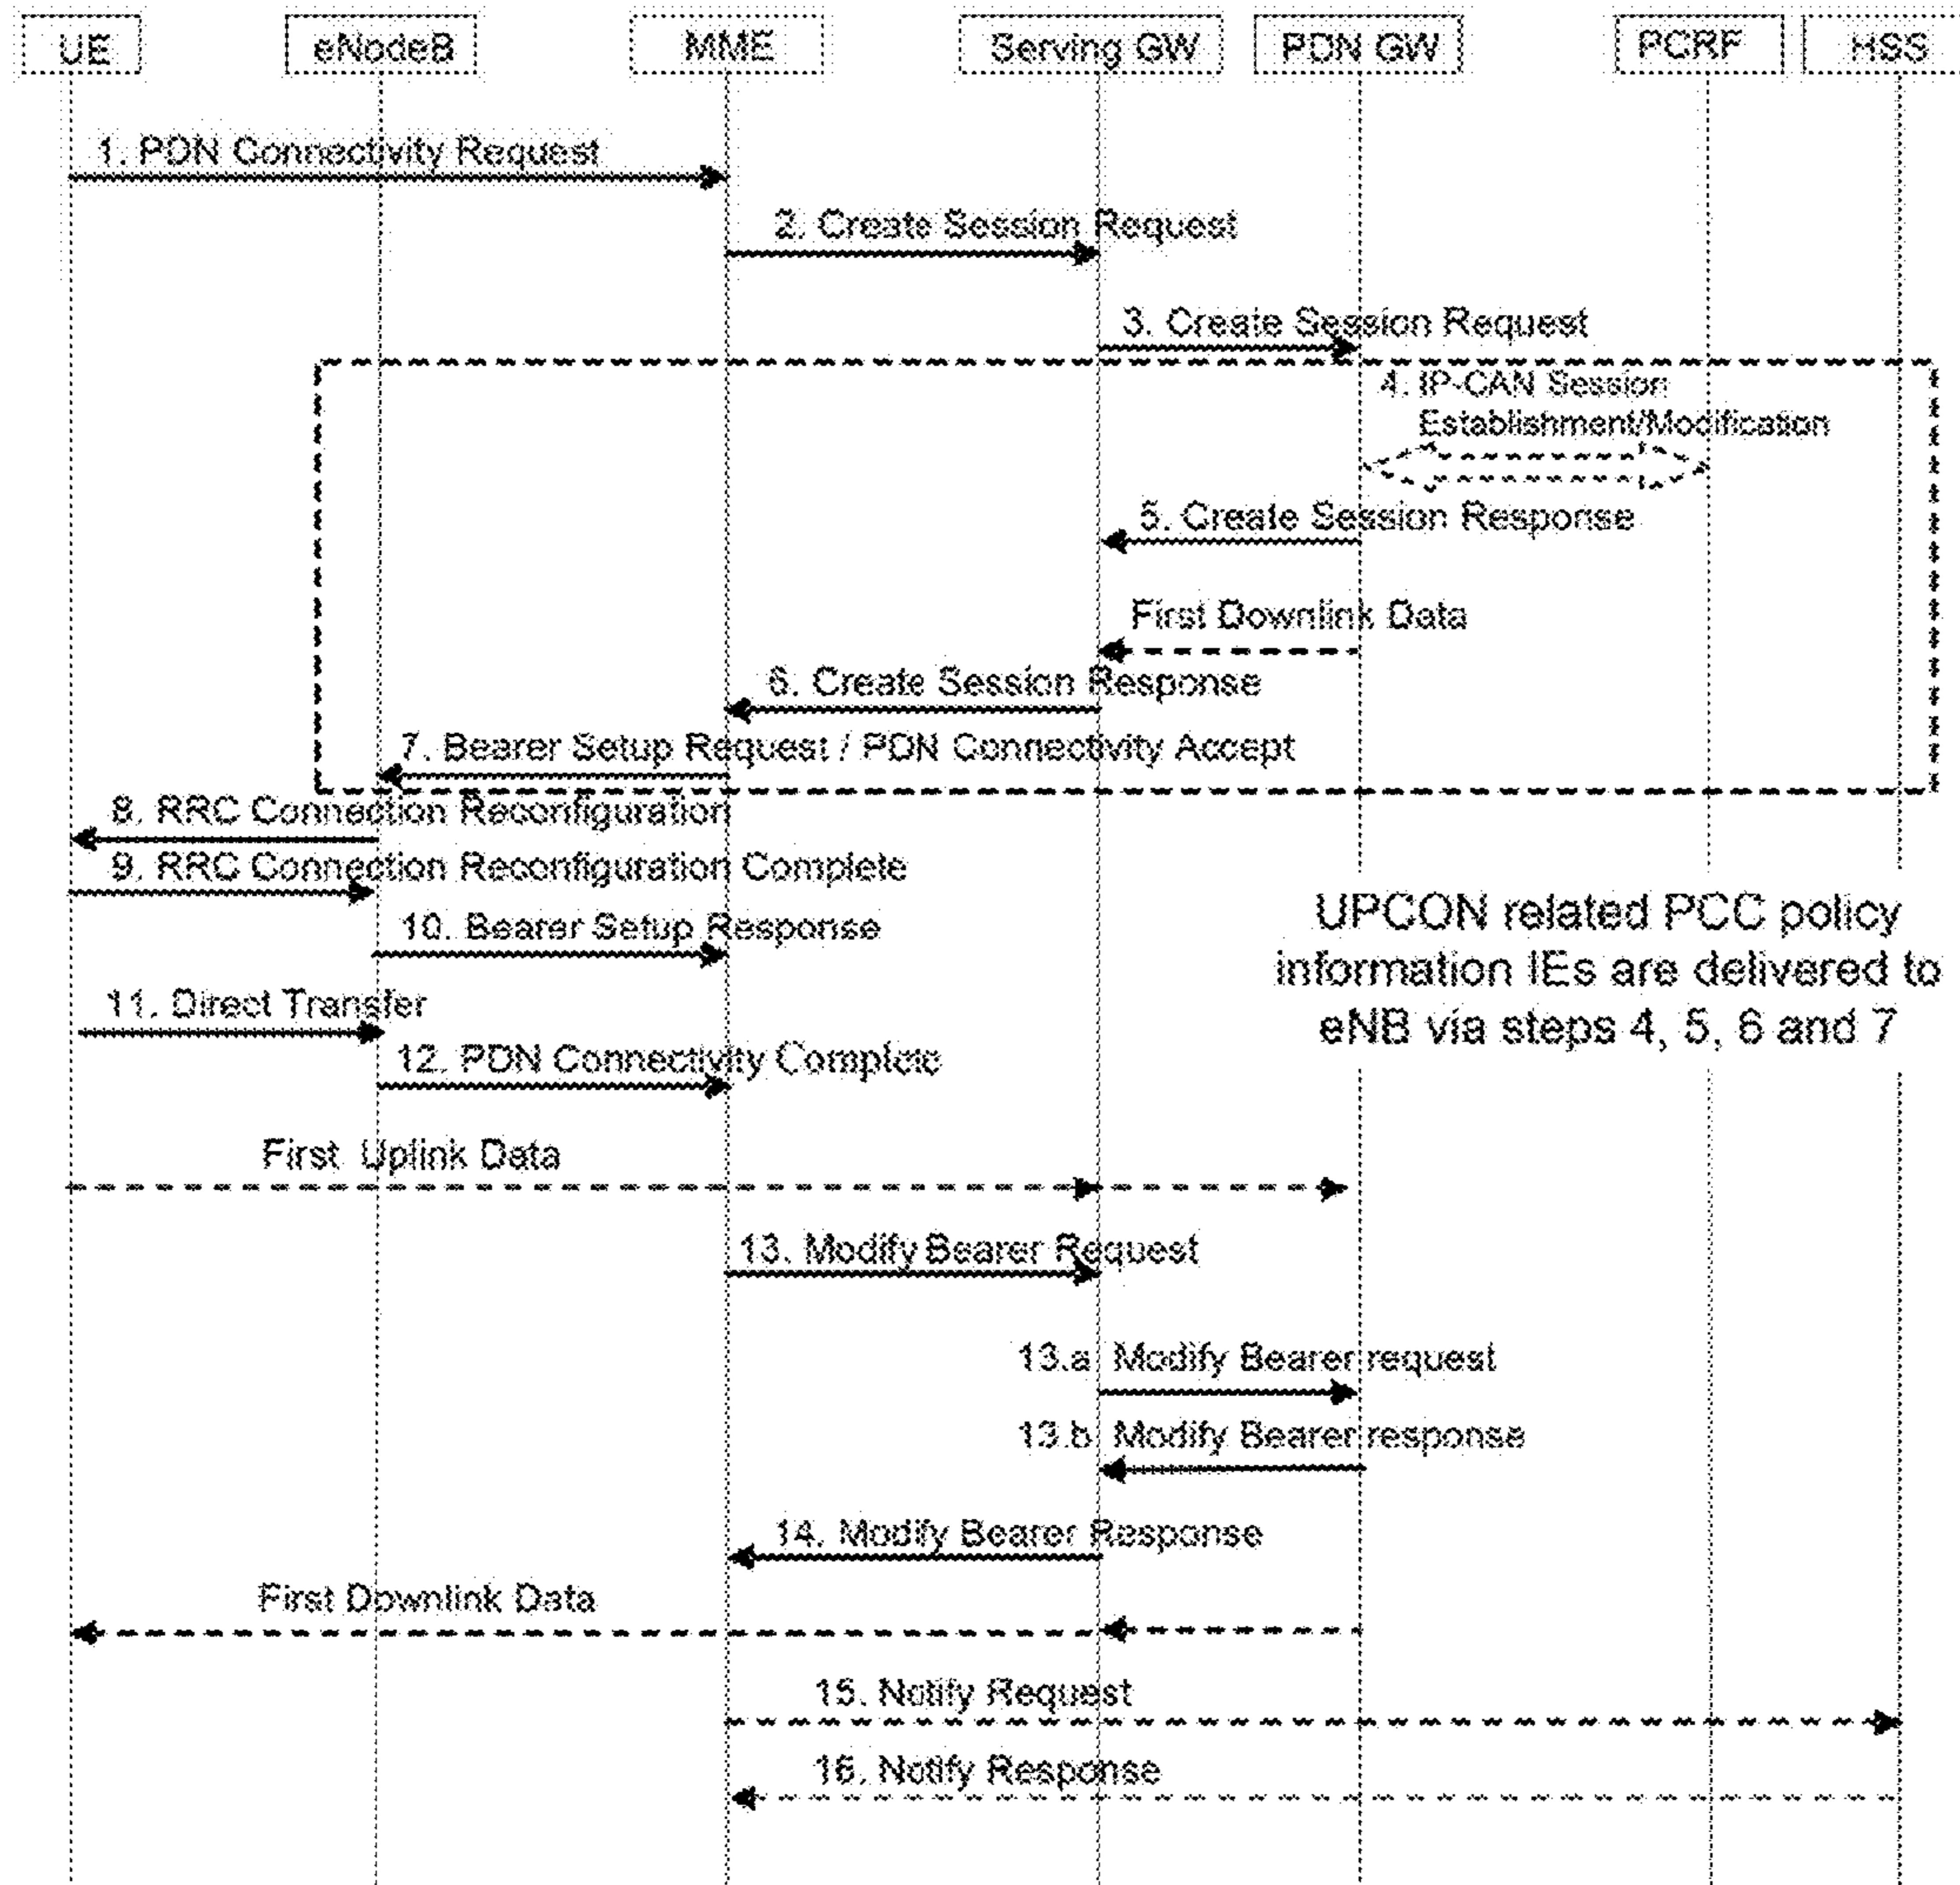 UE eNodeB MME Serving GW PDN GW PCRF HSS
1. PDN Connectivity Request
2. Create Session Request
3. Create Session Request
4. IP-CAN Session
Establishment/Modification
5. Create Session Response
First Downlink Data
6. Create Session Response
7. Bearer Setup Request / PDN Connectivity Accept
8. RRC Connection Reconfiguration
9. RRC Connection Reconfiguration Complete
10. Bearer Setup Response
UPCON related PCC policy
information IEs are delivered to
eNB via steps 4, 5, 6 and 7
11. Direct Transfer
12. PDN Connectivity Complete
First Uplink Data
13. Modify Bearer Request
13.a Modify Bearer request
13.b Modify Bearer response
14. Modify Bearer Response
First Downlink Data
15. Notify Request
16. Notify Response